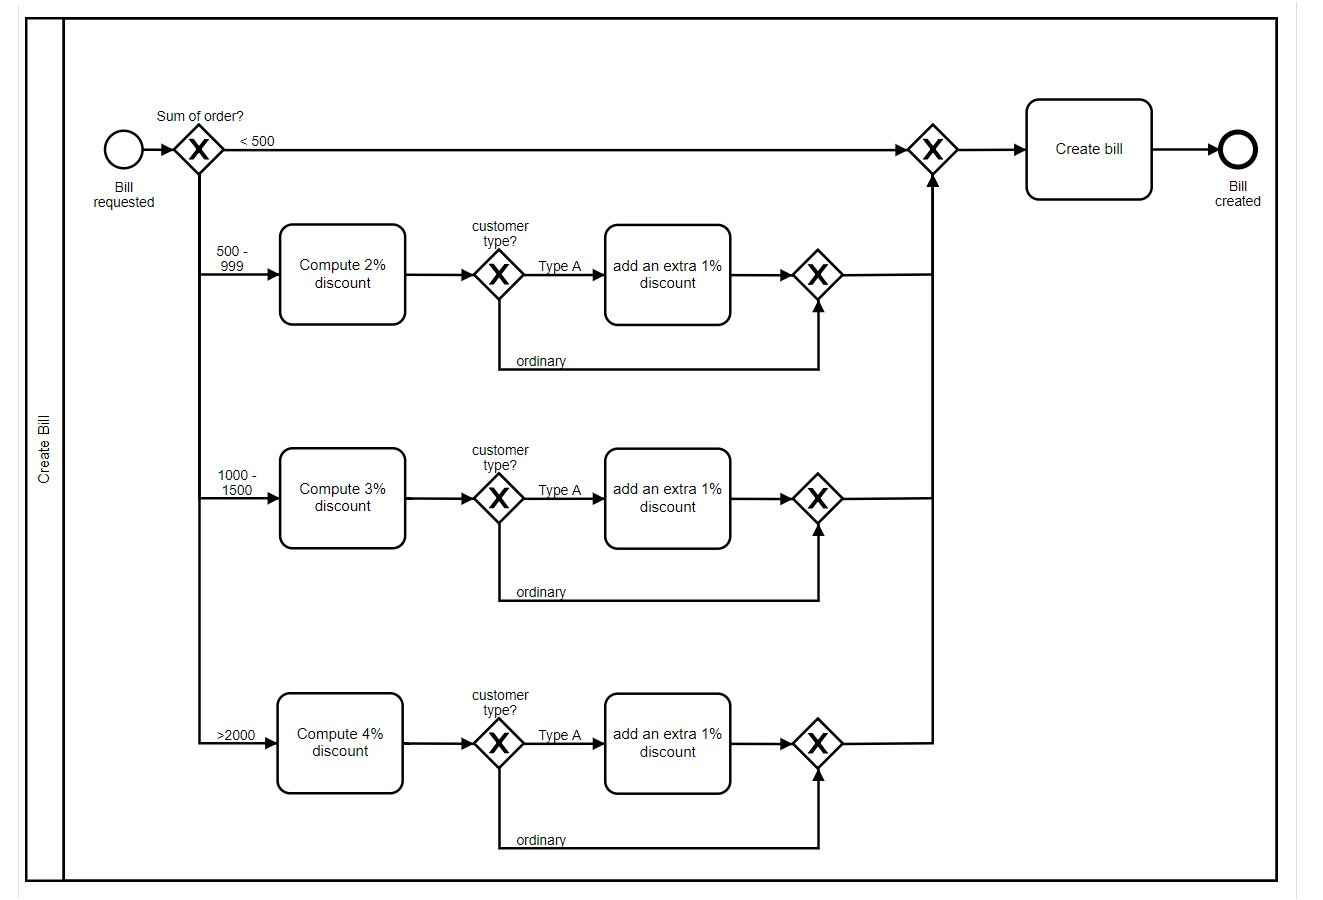 Sum of order?
< 500
Bill
requested
Create bill
Bill
created
500 -
999
Compute 2%
discount
customer
type?
Type A
add an extra 1%
discount
ordinary
Create Bill
1000 -
1500
Compute 3%
discount
customer
type?
Type A
add an extra 1%
discount
ordinary
>2000
Compute 4%
discount
customer
type?
Type A
add an extra 1%
discount
ordinary